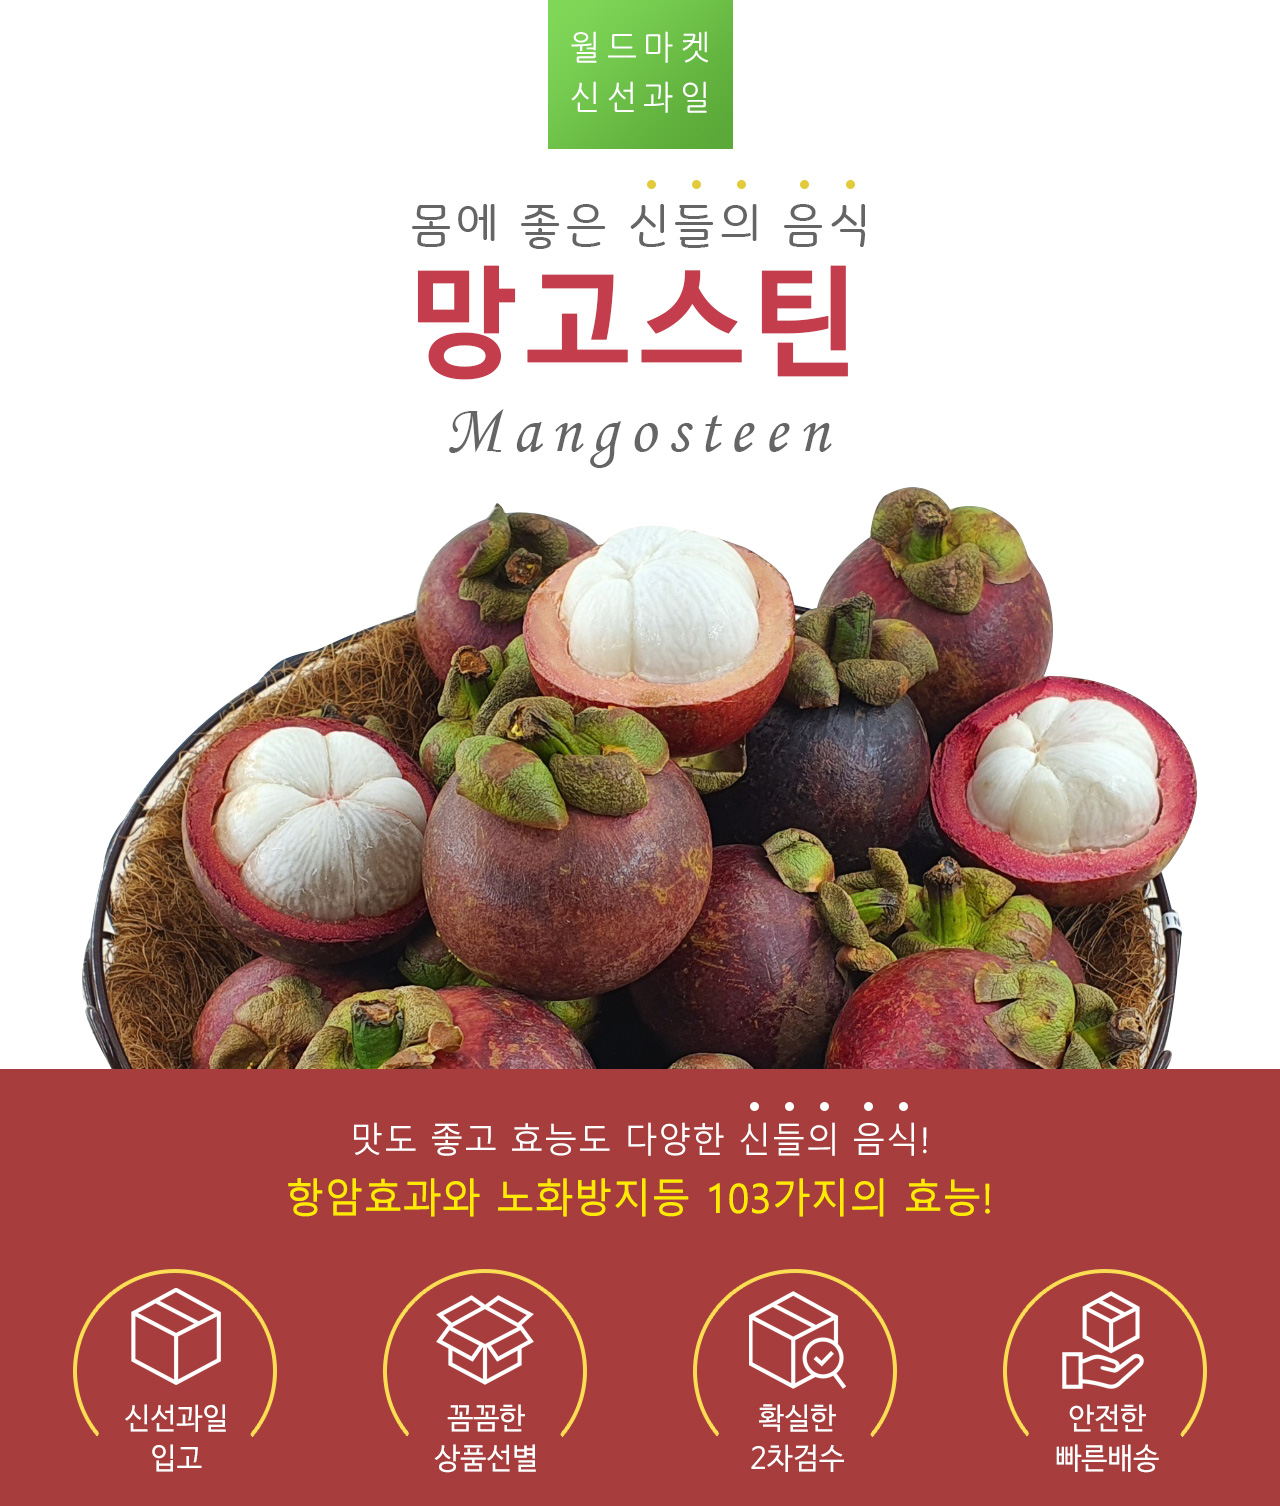 월드마켓
신선과일
몸에 좋은 신들의 음식
망고스틴
Mangosteen
맛도 좋고 효능도 다양한 신들의 음식!
항암효과와 노화방지등 103가지의 효능!
신선과일
입고
꼼꼼한
상품선별
확실한
2차검수
안전한
빠른배송